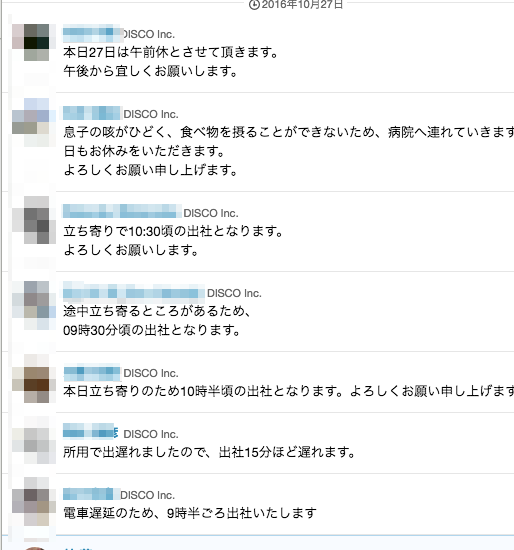 2016年10月27日
DISCO Inc.
本日27日は午前休とさせて頂きます。
午後から宜しくお願いします。
DISCO Inc.
息子の咳がひどく、食べ物を摂ることができないため、病院へ連れていきます
日もお休みをいただきます。
よろしくお願い申し上げます。
DISCO Inc.
立ち寄りで10:30頃の出社となります。
よろしくお願いします。
DISCO Inc.
途中立ち寄るところがあるため、
09時30分頃の出社となります。
DISCO Inc.
本日立ち寄りのため10時半頃の出社となります。よろしくお願い申し上げます
DISCO Inc.
所用で出遅れましたので、出社15分ほど遅れます。
DISCO Inc.
電車遅延のため、9時半ごろ出社いたします